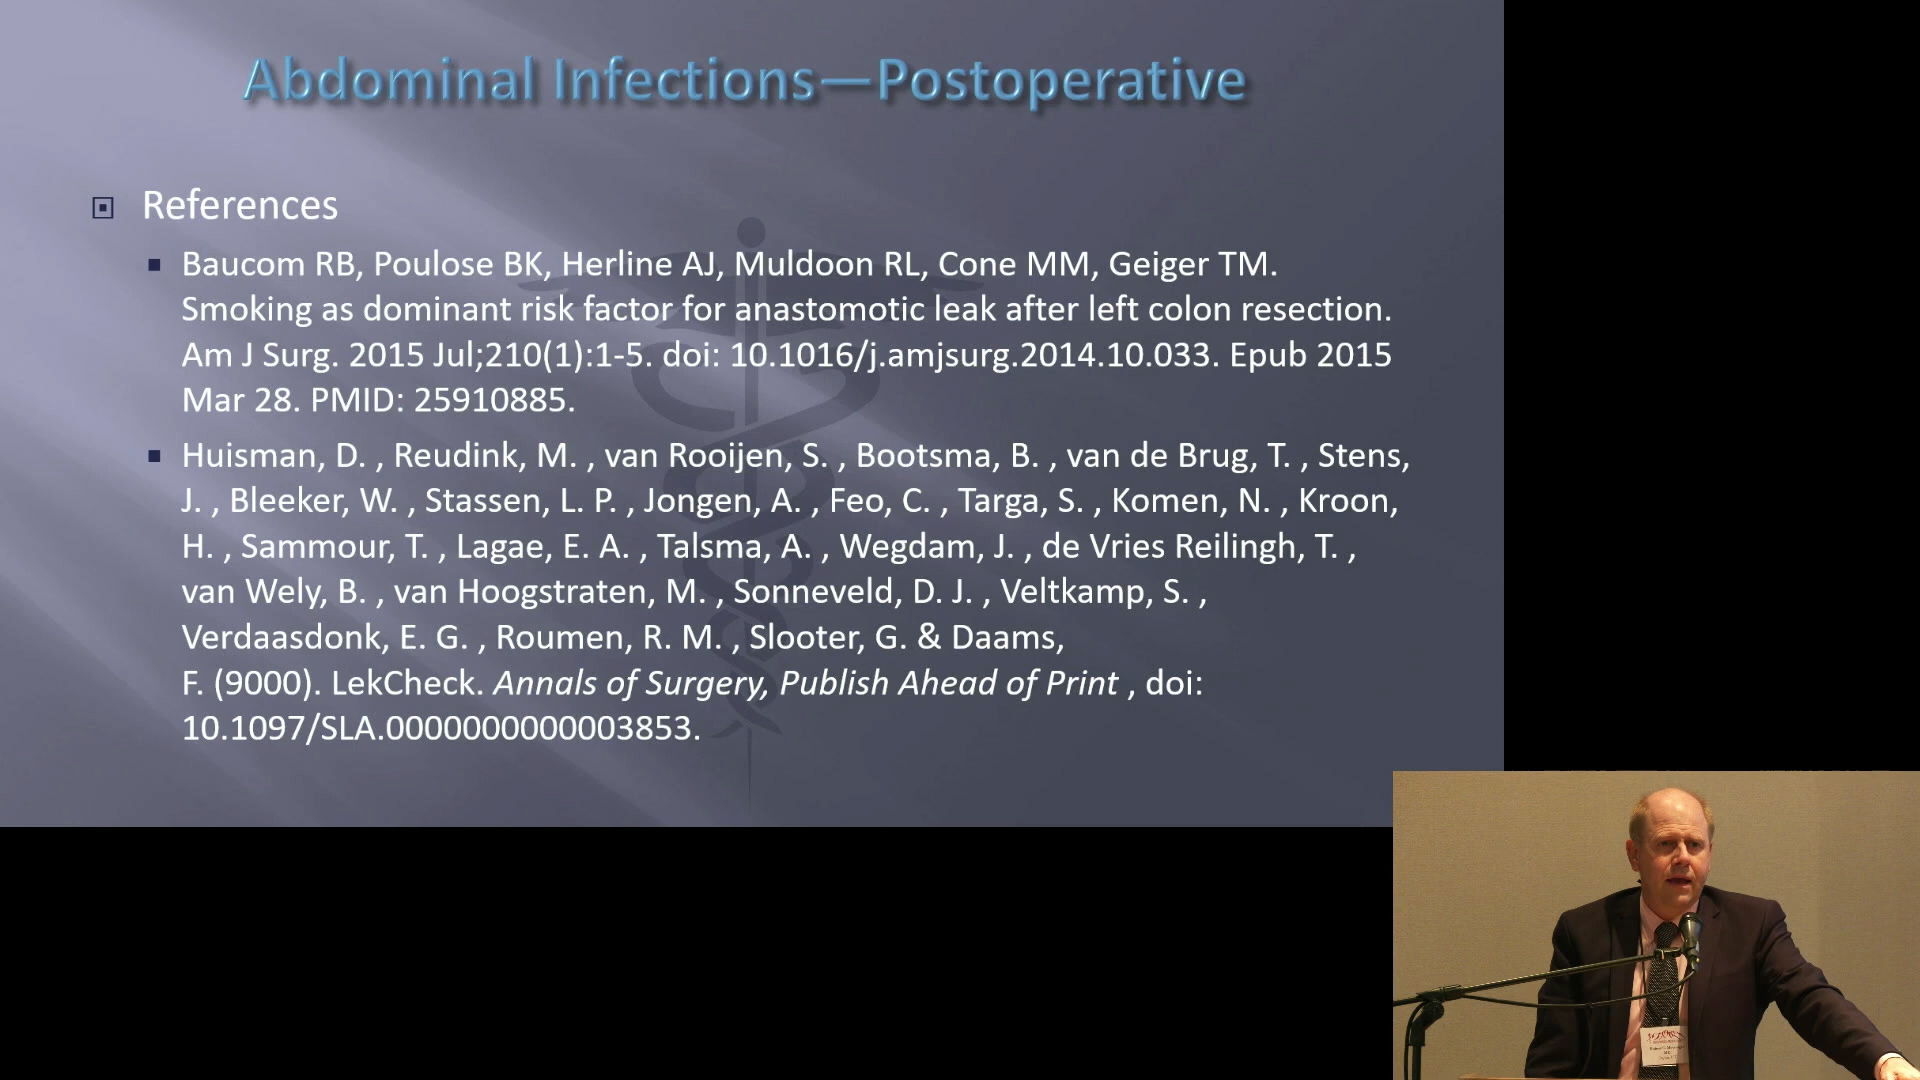 Abdominal Infections—Postoperative
References
Baucom RB, Poulose BK, Herline AJ, Muldoon RL, Cone MM, Geiger TM.
Smoking as dominant risk factor for anastomotic leak after left colon resection.
Am J Surg. 2015 Jul;210(1):1-5. doi: 10.1016/j.amjsurg.2014.10.033. Epub 2015
Mar 28. PMID: 25910885.
Huisman, D. , Reudink, M. , van Rooijen, S. , Bootsma, B. , van de Brug, T. , Stens,
J. , Bleeker, W. , Stassen, L. P. , Jongen, A. , Feo, C. , Targa, S. , Komen, N. , Kroon,
H. , Sammour, T. , Lagae, E. A. , Talsma, A. , Wegdam, J. , de Vries Reilingh, T. ,
van Wely, B. , van Hoogstraten, M. , Sonneveld, D. J. , Veltkamp, S. ,
Verdaasdonk, E. G. , Roumen, R. M. , Slooter, G. & Daams,
F. (9000). LekCheck. Annals of Surgery, Publish Ahead of Print , doi:
10.1097/SLA.0000000000003853.